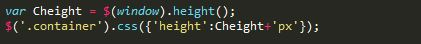 var Cheight = $(window).height();
$('.container').css({'height':Cheight+'px'});